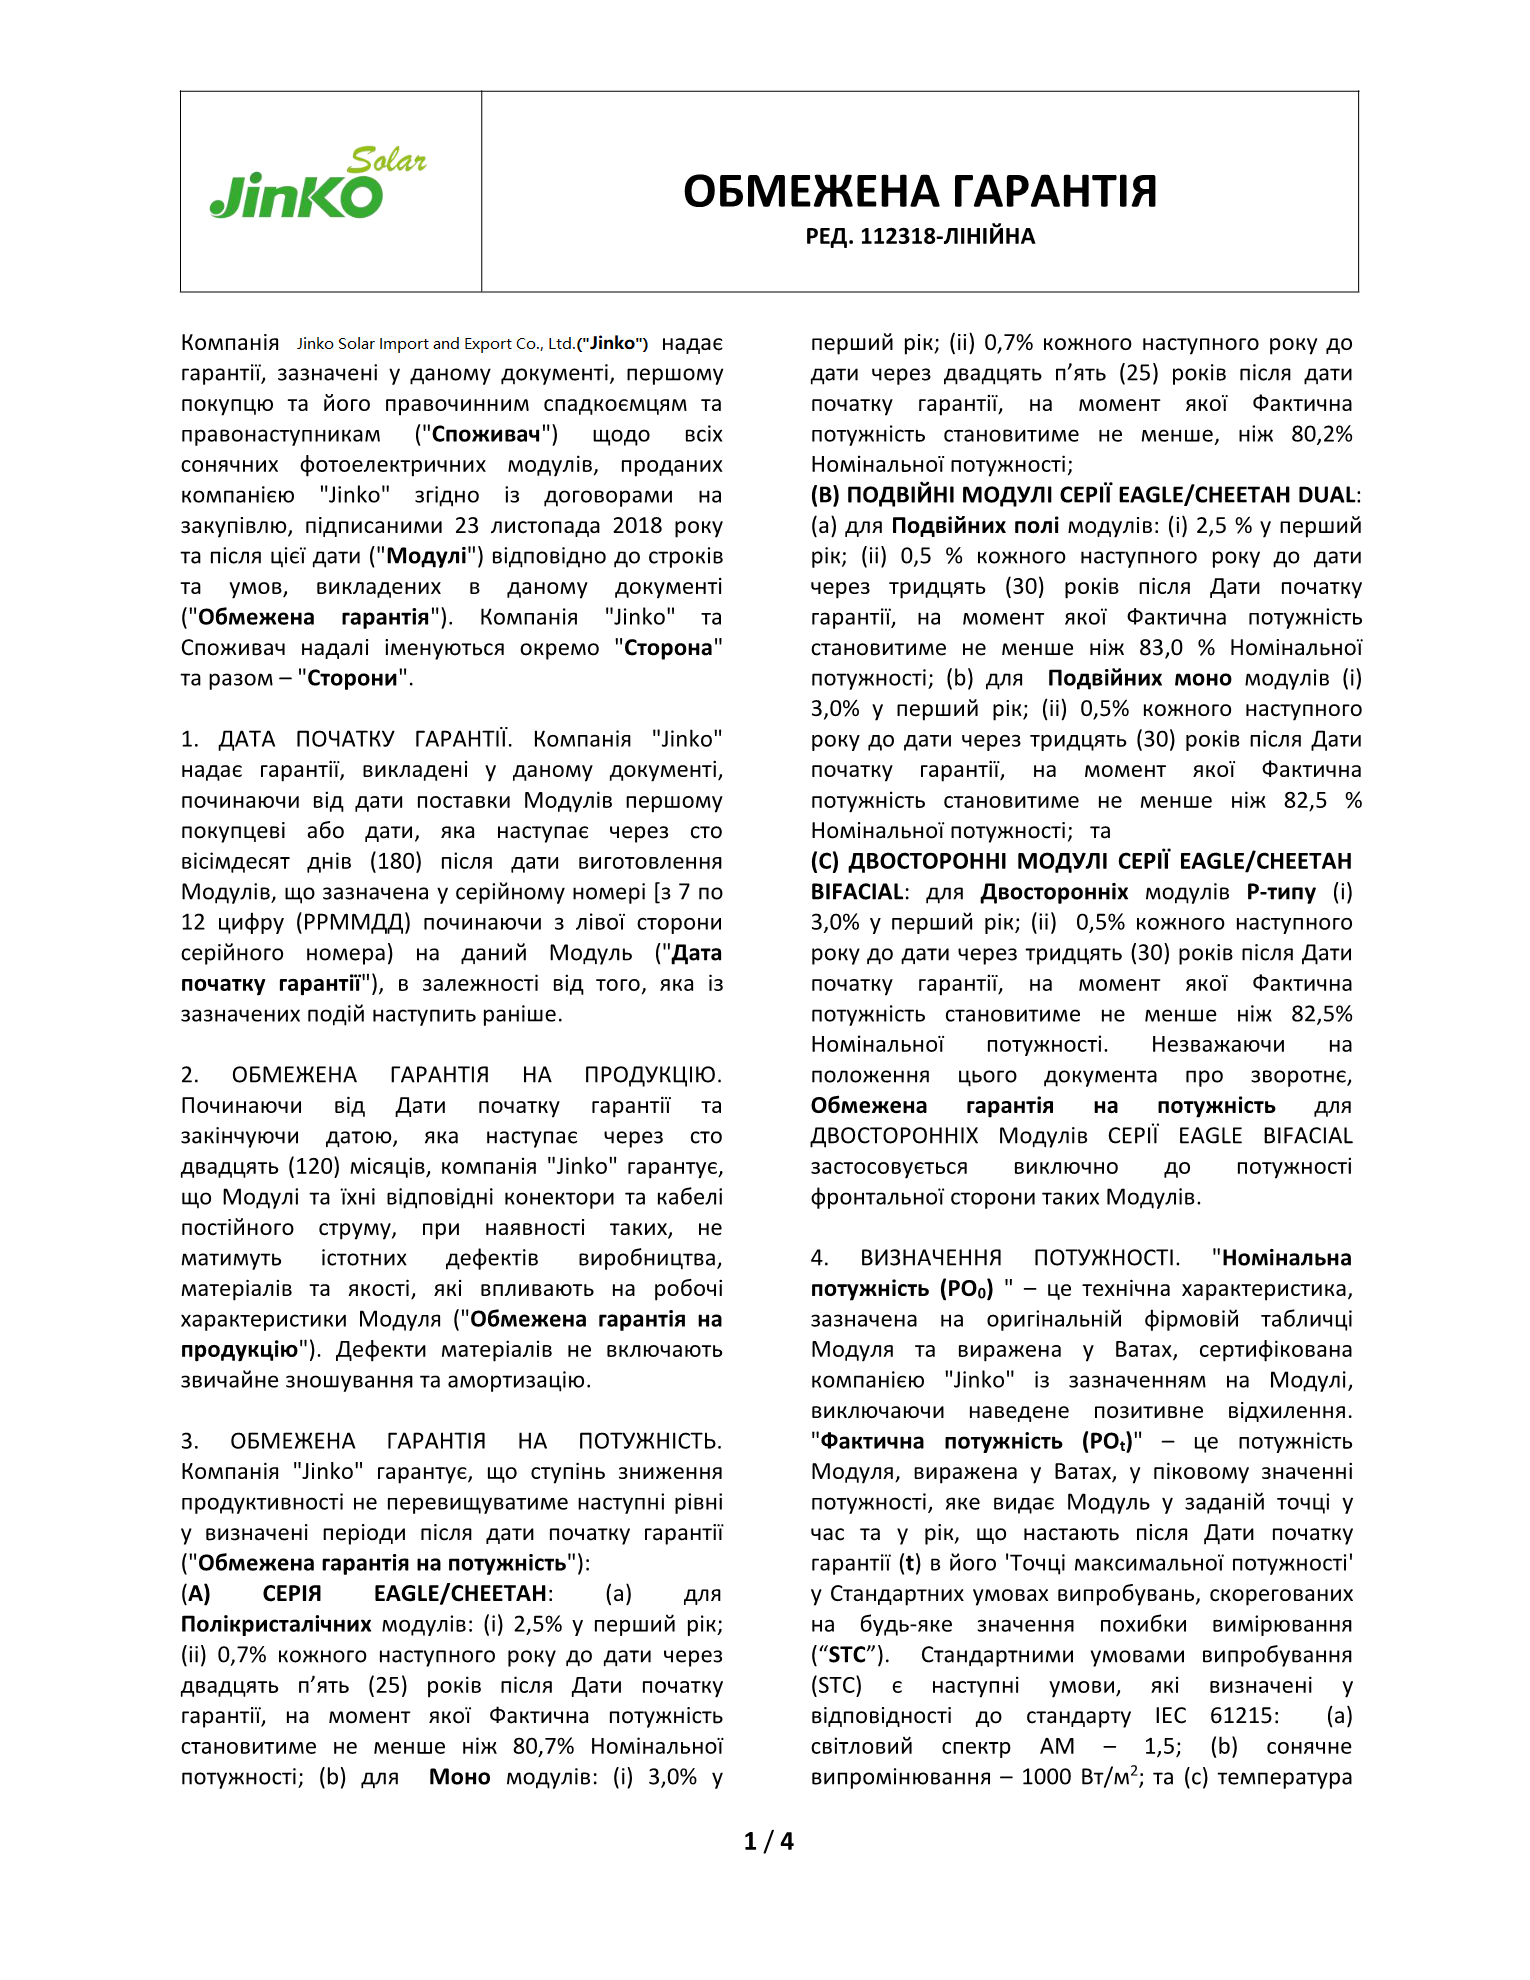 Solar
JinKO
ОБМЕЖЕНА ГАРАНТІЯ
РЕД. 112318-ЛІНІЙНА
Компанія Jinko Solar Import and Export Co., Ltd.("Jinko") надає
гарантії, зазначені у даному документі, першому
покупцю та його правочинним спадкоємцям та
правонаступникам ("Споживач") щодо всіх
сонячних фотоелектричних модулів, проданих
компанією "Jinko" згідно із договорами на
закупівлю, підписаними 23 листопада 2018 року
та після цієї дати ("Модулі") відповідно до строків
та умов, викладених в даному документі
("Обмежена гарантія"). Компанія "Jinko" та
Споживач надалі іменуються окремо "Сторона"
та разом – "Сторони".
1. ДАТА ПОЧАТКУ ГАРАНТІЇ. Компанія "Jinko"
надає гарантії, викладені у даному документі,
починаючи від дати поставки Модулів першому
покупцеві або дати, яка наступає через сто
вісімдесят днів (180) після дати виготовлення
Модулів, що зазначена у серійному номері [з 7 по
12 цифру (РРММДД) починаючи з лівої сторони
серійного номера) на даний Модуль ("Дата
початку гарантії"), в залежності від того, яка із
зазначених подій наступить раніше.
2. ОБМЕЖЕНА ГАРАНТІЯ НА ПРОДУКЦІЮ.
Починаючи від Дати початку гарантії та
закінчуючи датою, яка наступає через сто
двадцять (120) місяців, компанія "Jinko" гарантує,
що Модулі та їхні відповідні конектори та кабелі
постійного струму, при наявності таких, не
матимуть істотних дефектів виробництва,
матеріалів та якості, які впливають на робочі
характеристики Модуля ("Обмежена гарантія на
продукцію"). Дефекти матеріалів не включають
звичайне зношування та амортизацію.
3. ОБМЕЖЕНА ГАРАНТІЯ НА ПОТУЖНІСТЬ.
Компанія "Jinko" гарантує, що ступінь зниження
продуктивності не перевищуватиме наступні рівні
у визначені періоди після дати початку гарантії
("Обмежена гарантія на потужність"):
(A) СЕРІЯ EAGLE/CHEETAH: (a) для
Полікристалічних модулів: (i) 2,5% у перший рік;
(ii) 0,7% кожного наступного року до дати через
двадцять п’ять (25) років після Дати початку
гарантії, на момент якої Фактична потужність
становитиме не менше ніж 80,7% Номінальної
потужності; (b) для Моно модулів: (i) 3,0% у
перший рік; (ii) 0,7% кожного наступного року до
дати через двадцять п’ять (25) років після дати
початку гарантії, на момент якої Фактична
потужність становитиме не менше, ніж 80,2%
Номінальної потужності;
(B) ПОДВІЙНІ МОДУЛІ СЕРІЇ EAGLE/CHEETAH DUAL:
(a) для Подвійних полі модулів: (i) 2,5 % у перший
рік; (ii) 0,5 % кожного наступного року до дати
через тридцять (30) років після Дати початку
гарантії, на момент якої Фактична потужність
становитиме не менше ніж 83,0 % Номінальної
потужності; (b) для Подвійних моно модулів (i)
3,0% у перший рік; (ii) 0,5% кожного наступного
року до дати через тридцять (30) років після Дати
початку гарантії, на момент якої Фактична
потужність становитиме не менше ніж 82,5 %
Номінальної потужності; та
(C) ДВОСТОРОННІ МОДУЛІ СЕРІЇ EAGLE/CHEETAH
BIFACIAL: для Двосторонніх модулів P-типу (i)
3,0% у перший рік; (ii) 0,5% кожного наступного
року до дати через тридцять (30) років після Дати
початку гарантії, на момент якої Фактична
потужність становитиме не менше ніж 82,5%
Номінальної потужності. Незважаючи на
положення цього документа про зворотнє,
Обмежена гарантія на потужність для
ДВОСТОРОННІХ Модулів СЕРІЇ EAGLE BIFACIAL
застосовується виключно до потужності
фронтальної сторони таких Модулів.
4. ВИЗНАЧЕННЯ ПОТУЖНОСТІ. "Номінальна
потужність (PO₀) " – це технічна характеристика,
зазначена на оригінальній фірмовій табличці
Модуля та виражена у Ватах, сертифікована
компанією "Jinko" із зазначенням на Модулі,
виключаючи наведене позитивне відхилення.
"Фактична потужність (POₜ)" – це потужність
Модуля, виражена у Ватах, у піковому значенні
потужності, яке видає Модуль у заданій точці у
час та у рік, що настають після Дати початку
гарантії (t) в його 'Точці максимальної потужності'
у Стандартних умовах випробувань, скорегованих
на будь-яке значення похибки вимірювання
(“STC”). Стандартними умовами випробування
(STC) є наступні умови, які визначені у
відповідності до стандарту IEC 61215: (a)
світловий спектр AM – 1,5; (b) сонячне
випромінювання – 1000 Вт/м²; та (c) температура
1 / 4